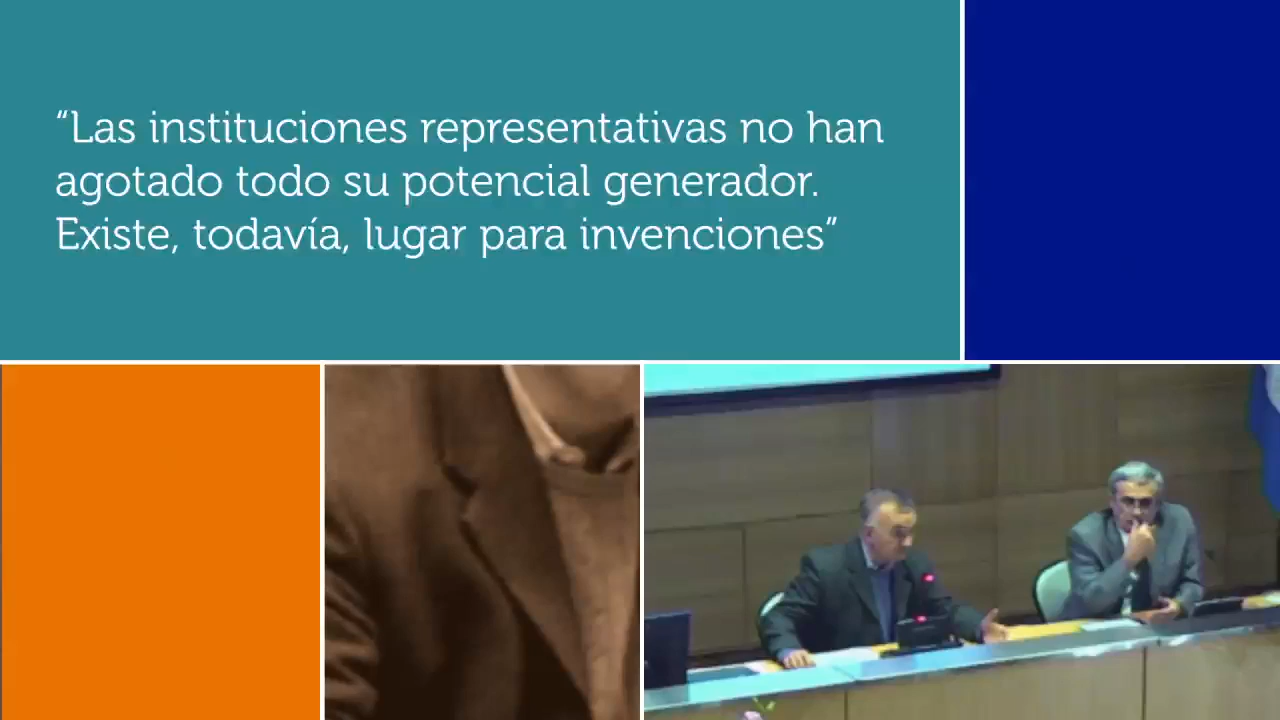 “Las instituciones representativas no han
agotado todo su potencial generador.
Existe, todavía, lugar para invenciones”